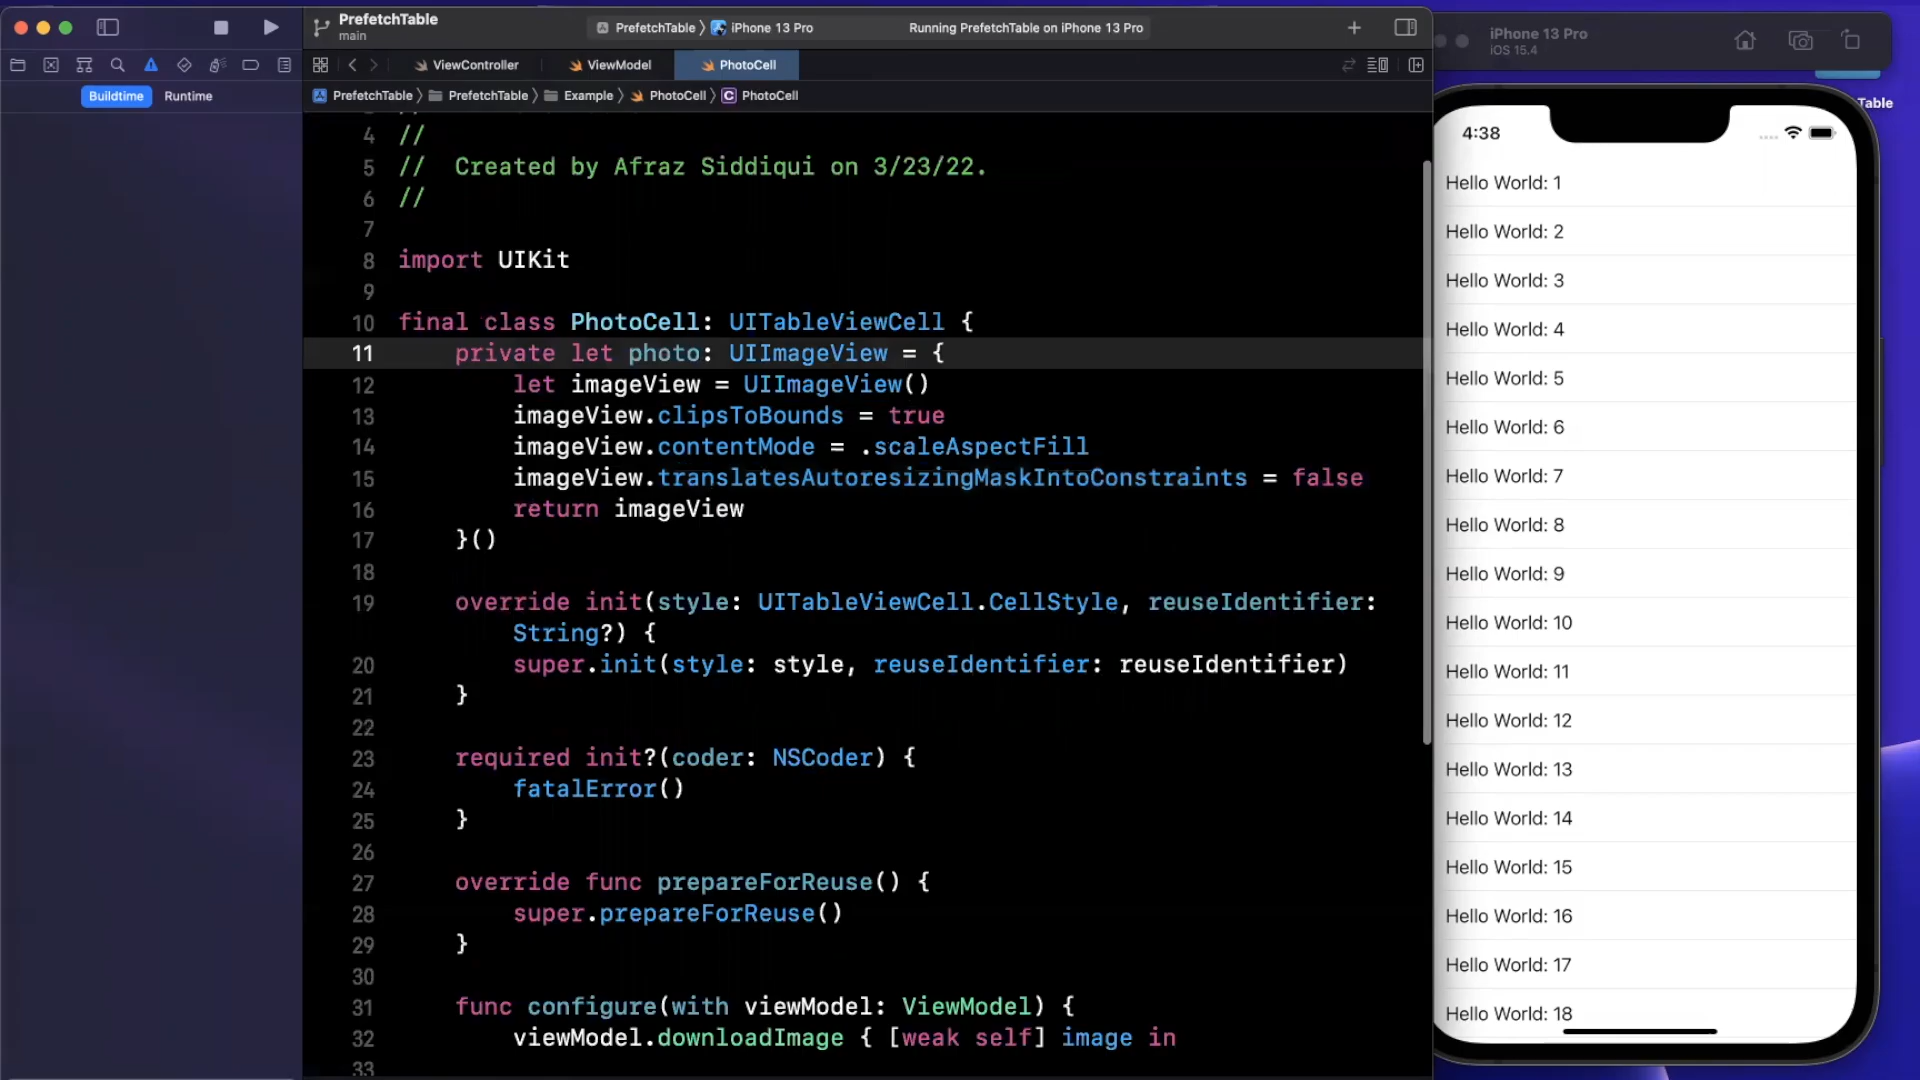 PrefetchTable
main
PrefetchTable
iPhone 13 Pro
Running PrefetchTable on iPhone 13 Pro
ViewController
ViewModel
PhotoCell
Buildtime
Runtime
PrefetchTable
PrefetchTable
Example
PhotoCell
PhotoCell
4 //
5 //  Created by Afraz Siddiqui on 3/23/22.
6 //
7
8 import UIKit
9
10 final class PhotoCell: UITableViewCell {
11     private let photo: UIImageView = {
12         let imageView = UIImageView()
13         imageView.clipsToBounds = true
14         imageView.contentMode = .scaleAspectFill
15         imageView.translatesAutoresizingMaskIntoConstraints = false
16         return imageView
17     }()
18
19     override init(style: UITableViewCell.CellStyle, reuseIdentifier:
String?) {
20         super.init(style: style, reuseIdentifier: reuseIdentifier)
21     }
22
23     required init?(coder: NSCoder) {
24         fatalError()
25     }
26
27     override func prepareForReuse() {
28         super.prepareForReuse()
29     }
30
31     func configure(with viewModel: ViewModel) {
32         viewModel.downloadImage { [weak self] image in
33
iPhone 13 Pro
iOS 15.4
Table
4:38
Hello World: 1
Hello World: 2
Hello World: 3
Hello World: 4
Hello World: 5
Hello World: 6
Hello World: 7
Hello World: 8
Hello World: 9
Hello World: 10
Hello World: 11
Hello World: 12
Hello World: 13
Hello World: 14
Hello World: 15
Hello World: 16
Hello World: 17
Hello World: 18